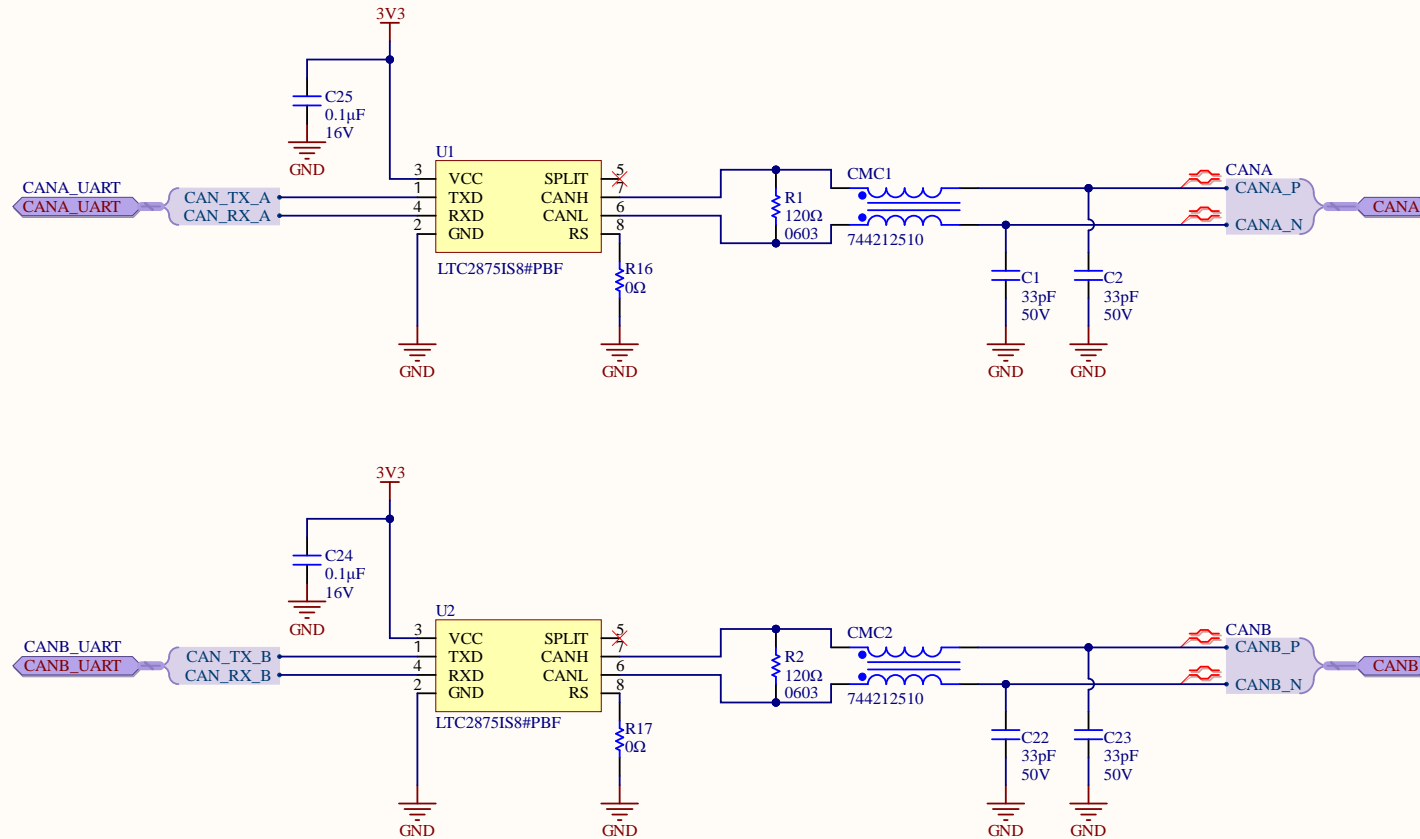 3V3
C25
0.1µF
16V
GND
U1
CANA_UART
CANA_UART
CAN_TX_A
CAN_RX_A
3
1
4
2
VCC
TXD
RXD
GND
SPLIT
CANH
CANL
RS
5
7
6
8
LTC2875IS8#PBF
R16
0Ω
GND
GND
R1
120Ω
0603
CMC1
744212510
C1
33pF
50V
GND
C2
33pF
50V
GND
CANA
CANA_P
CANA_N
CANA
3V3
C24
0.1µF
16V
GND
U2
CANB_UART
CANB_UART
CAN_TX_B
CAN_RX_B
3
1
4
2
VCC
TXD
RXD
GND
SPLIT
CANH
CANL
RS
5
7
6
8
LTC2875IS8#PBF
R17
0Ω
GND
GND
R2
120Ω
0603
CMC2
744212510
C22
33pF
50V
GND
C23
33pF
50V
GND
CANB
CANB_P
CANB_N
CANB